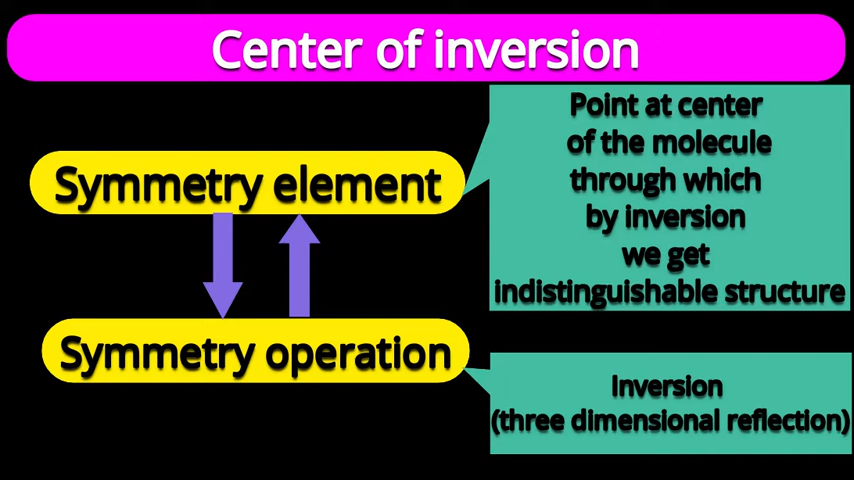 Center of inversion
Symmetry element
Point at center
of the molecule
through which
by inversion
we get
indistinguishable structure
Symmetry operation
Inversion
(three dimensional reflection)